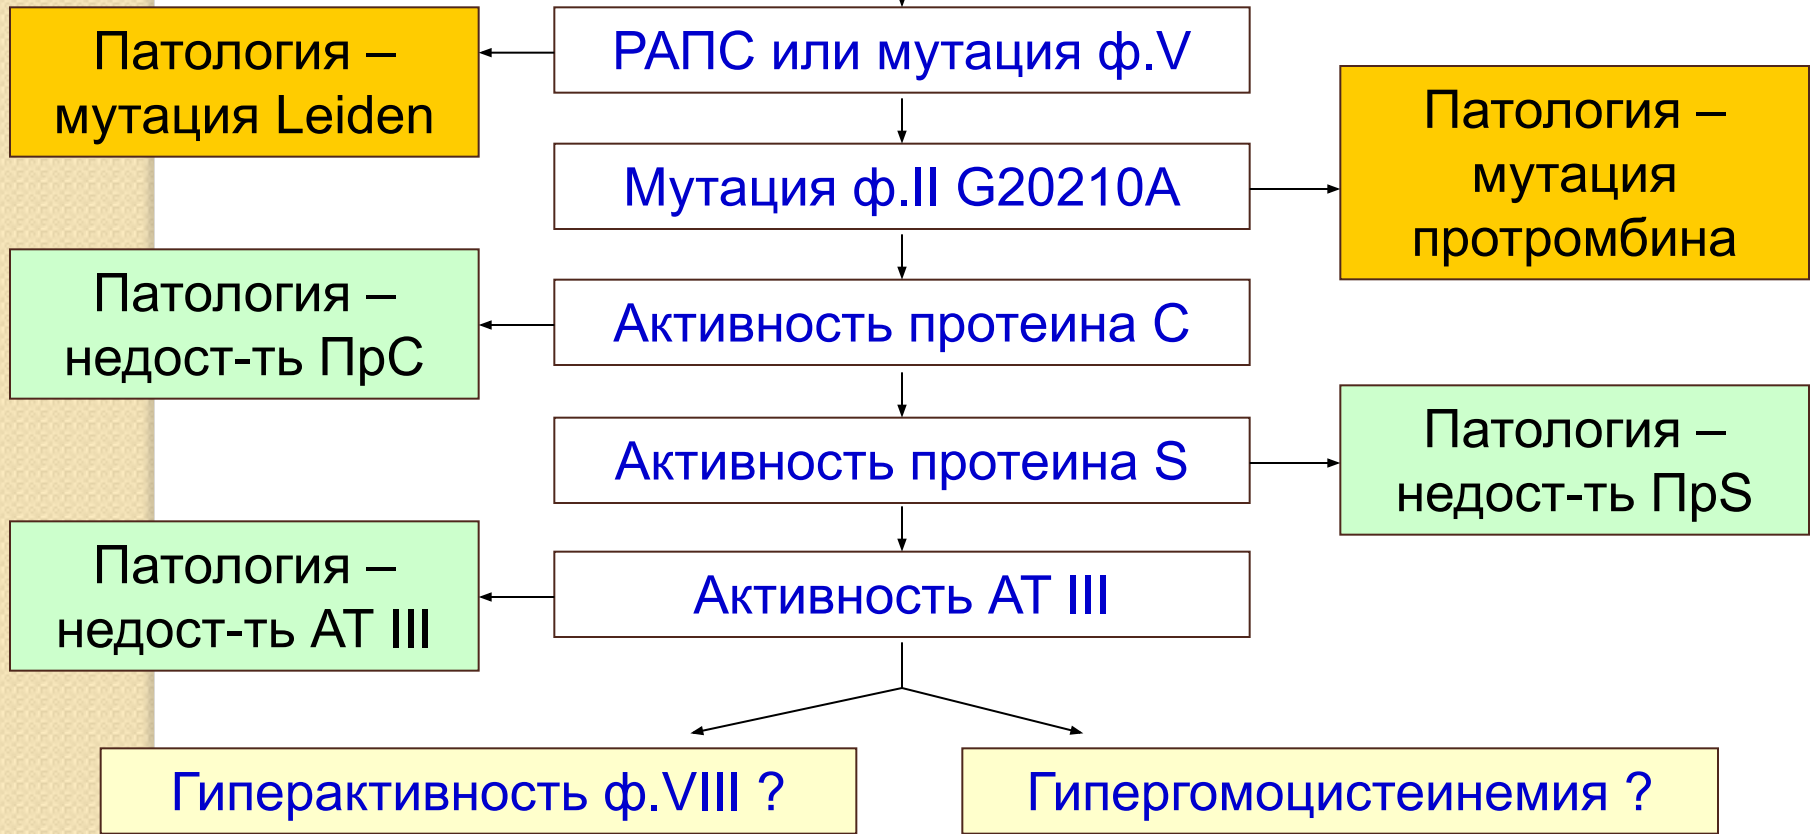 Патология –
мутация Leiden
РАПС или мутация ф.V
Мутация ф.II G20210A
Патология –
мутация
протромбина
Патология –
недост-ть ПрС
Активность протеина С
Активность протеина S
Патология –
недост-ть ПрS
Патология –
недост-ть АТ III
Активность АТ III
Гиперактивность ф.VIII ?
Гипергомоцистеинемия ?